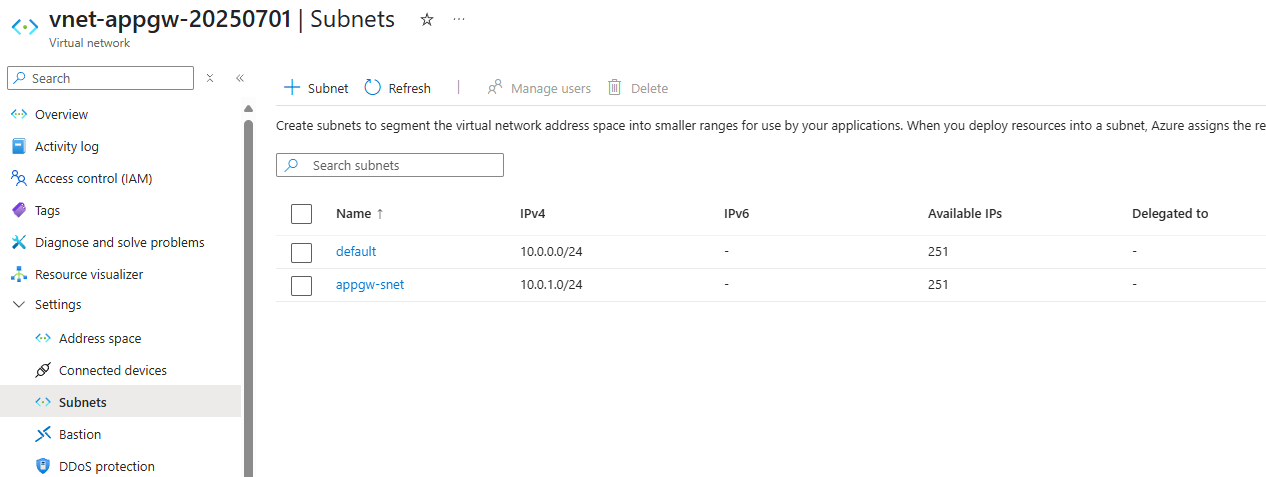 vnet-appgw-20250701 | Subnets
Virtual network
Search
Overview
Activity log
Access control (IAM)
Tags
Diagnose and solve problems
Resource visualizer
Settings
Address space
Connected devices
Subnets
Bastion
DDoS protection
Subnet Refresh Manage users Delete
Create subnets to segment the virtual network address space into smaller ranges for use by your applications. When you deploy resources into a subnet, Azure assigns the re
Search subnets
Name ↑ IPv4 IPv6 Available IPs Delegated to
default 10.0.0.0/24 - 251 -
appgw-snet 10.0.1.0/24 - 251 -